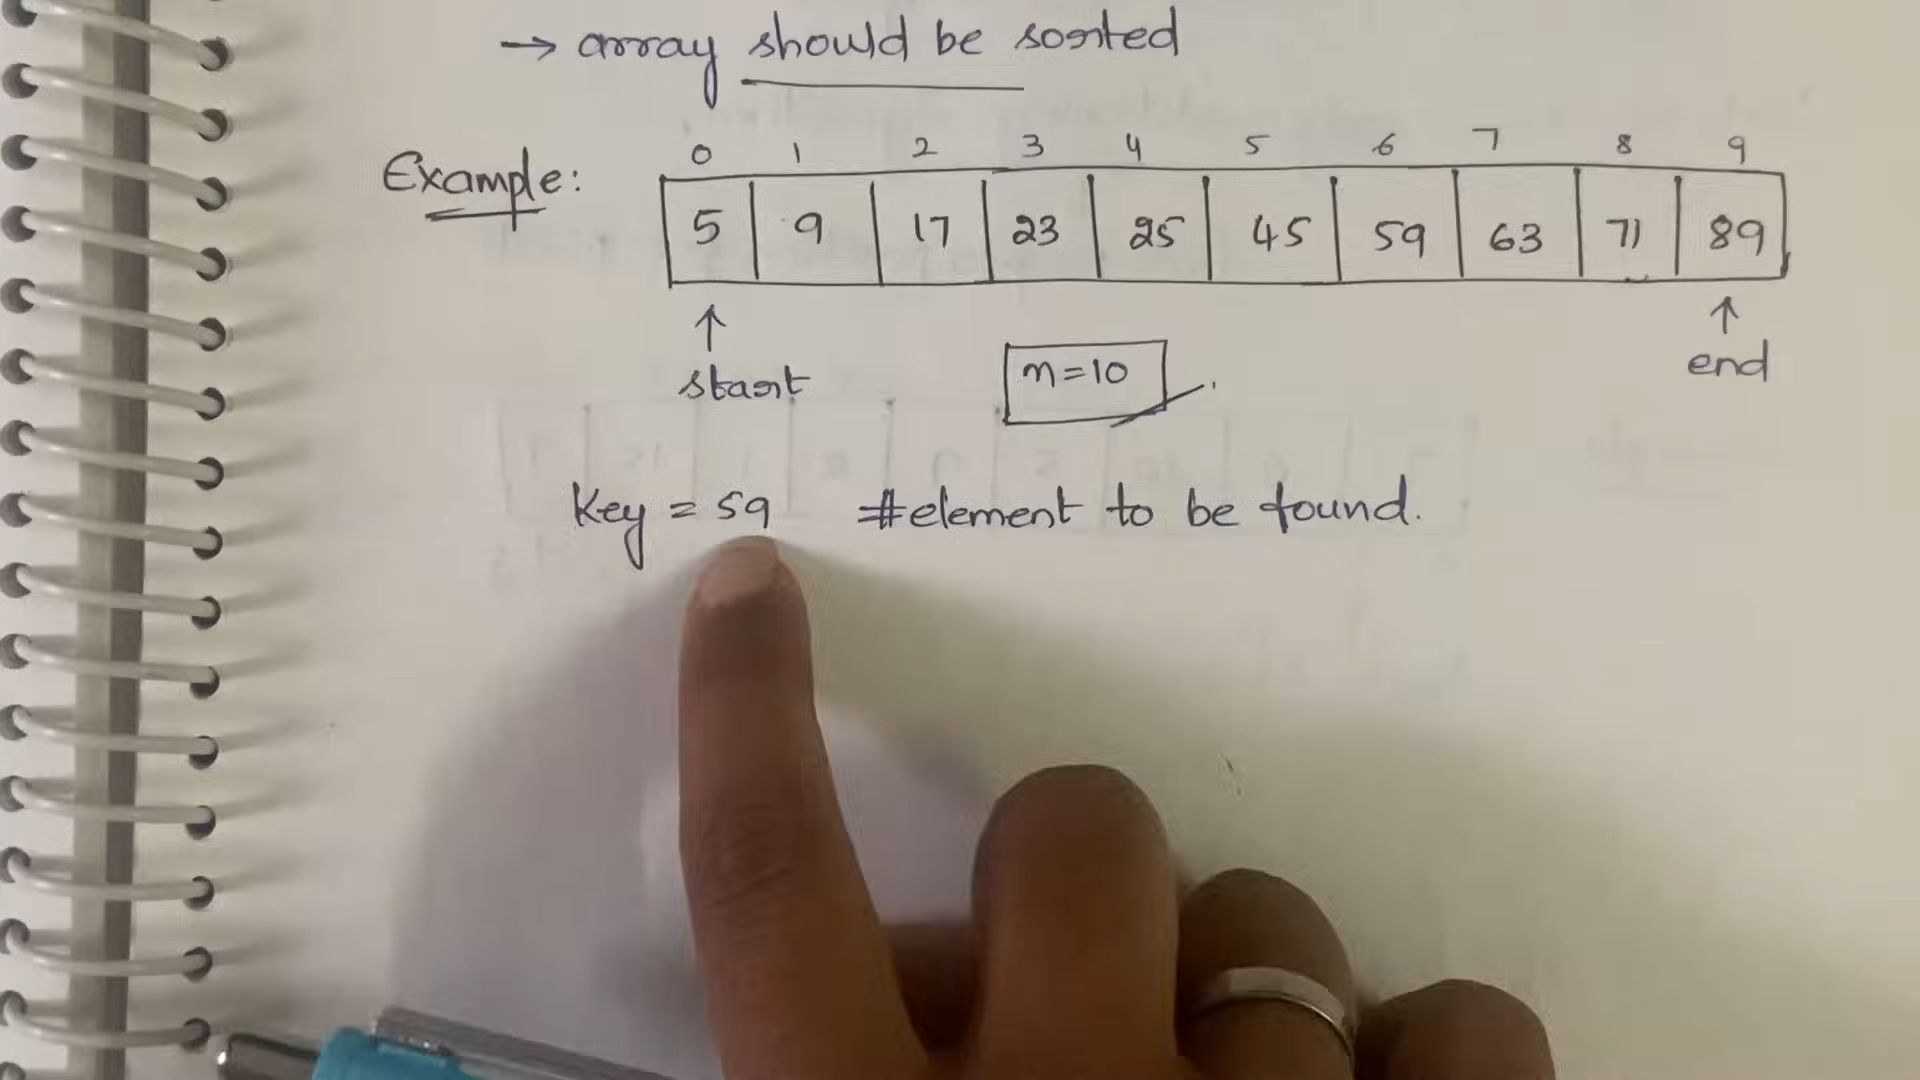 → array should be sorted
0 1 2 3 4 5 6 7 8 9
Example: 5 9 17 23 25 45 59 63 71 89
↑ ↑
start n=10 end
Key = 59 #element to be found.